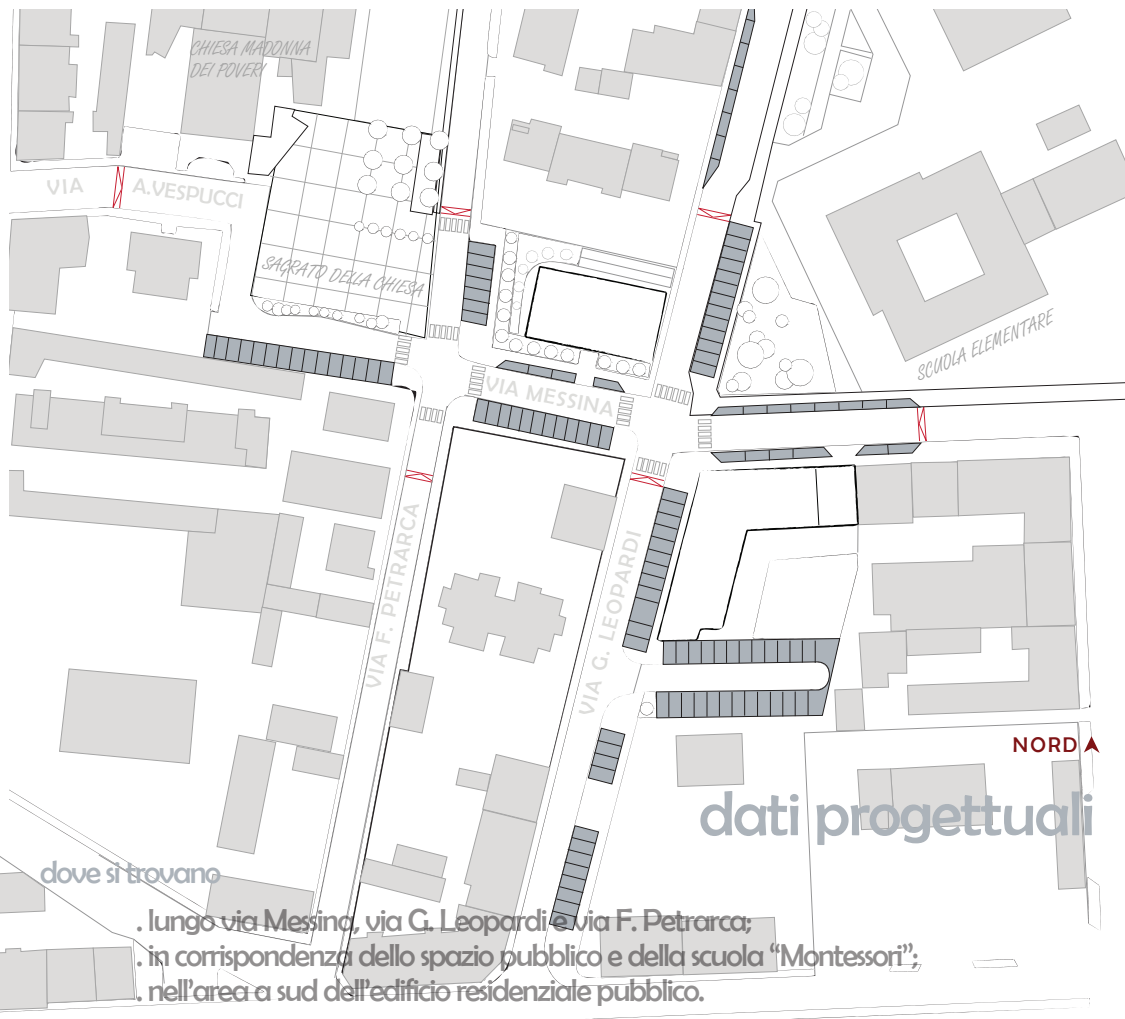 CHIESA MADONNA
DEI POVERI
VIA A.VESPUCCI
SAGRATO DELLA CHIESA
SCUOLA ELEMENTARE
VIA MESSINA
VIA F. PETRARCA
VIA G. LEOPARDI
NORD
dati progettuali
dove si trovano
. lungo via Messina, via G. Leopardi e via F. Petrarca;
. in corrispondenza dello spazio pubblico e della scuola “Montessori”;
. nell’area a sud dell’edificio residenziale pubblico.